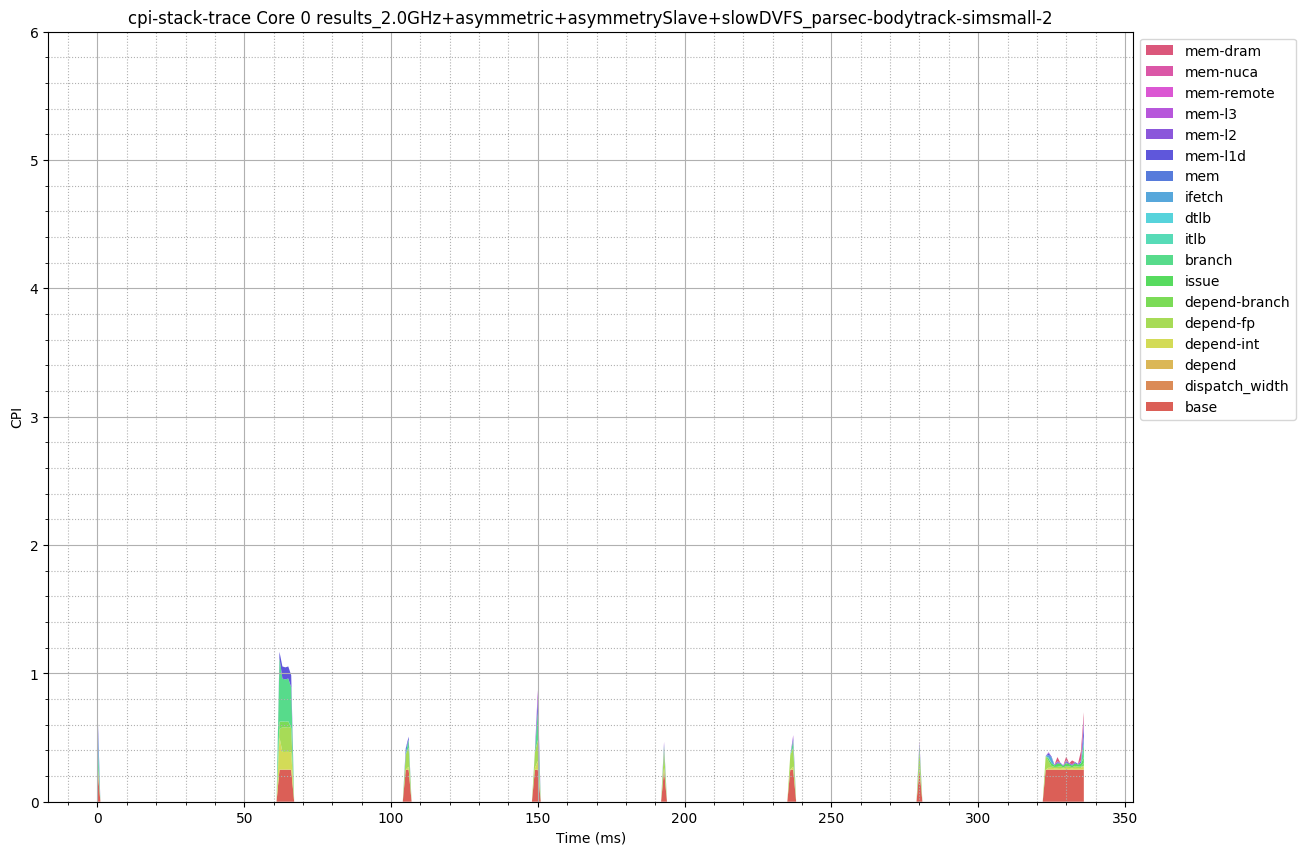 cpi-stack-trace Core 0 results_2.0GHz+asymmetric+asymmetrySlave+slowDVFS_parsec-bodytrack-simsmall-2
6
5
4
3
2
1
0
CPI
0
50
100
150
200
250
300
350
Time (ms)
mem-dram
mem-nuca
mem-remote
mem-l3
mem-l2
mem-l1d
mem
ifetch
dtlb
itlb
branch
issue
depend-branch
depend-fp
depend-int
depend
dispatch_width
base